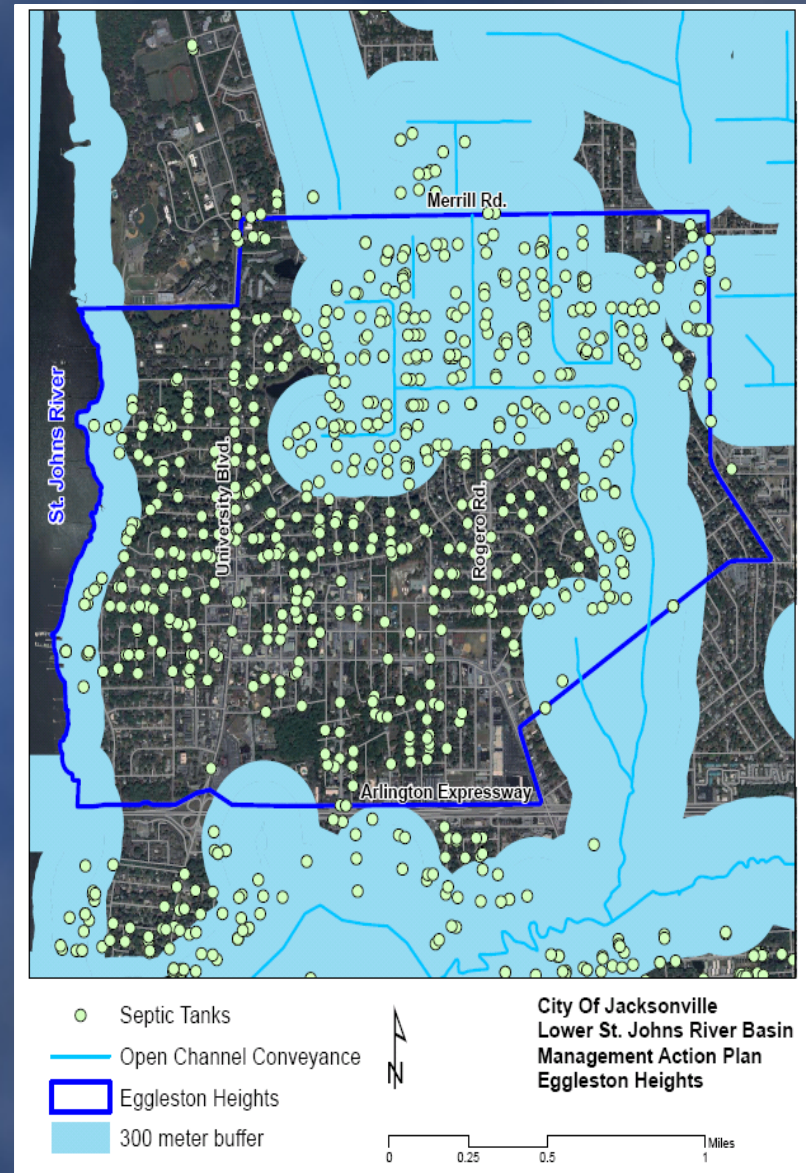 Merrill Rd.
St. Johns River
University Blvd.
Rogero Rd.
Arlington Expressway
Septic Tanks
Open Channel Conveyance
Eggleston Heights
300 meter buffer
N
City Of Jacksonville
Lower St. Johns River Basin
Management Action Plan
Eggleston Heights
Miles
0 0.25 0.5 1